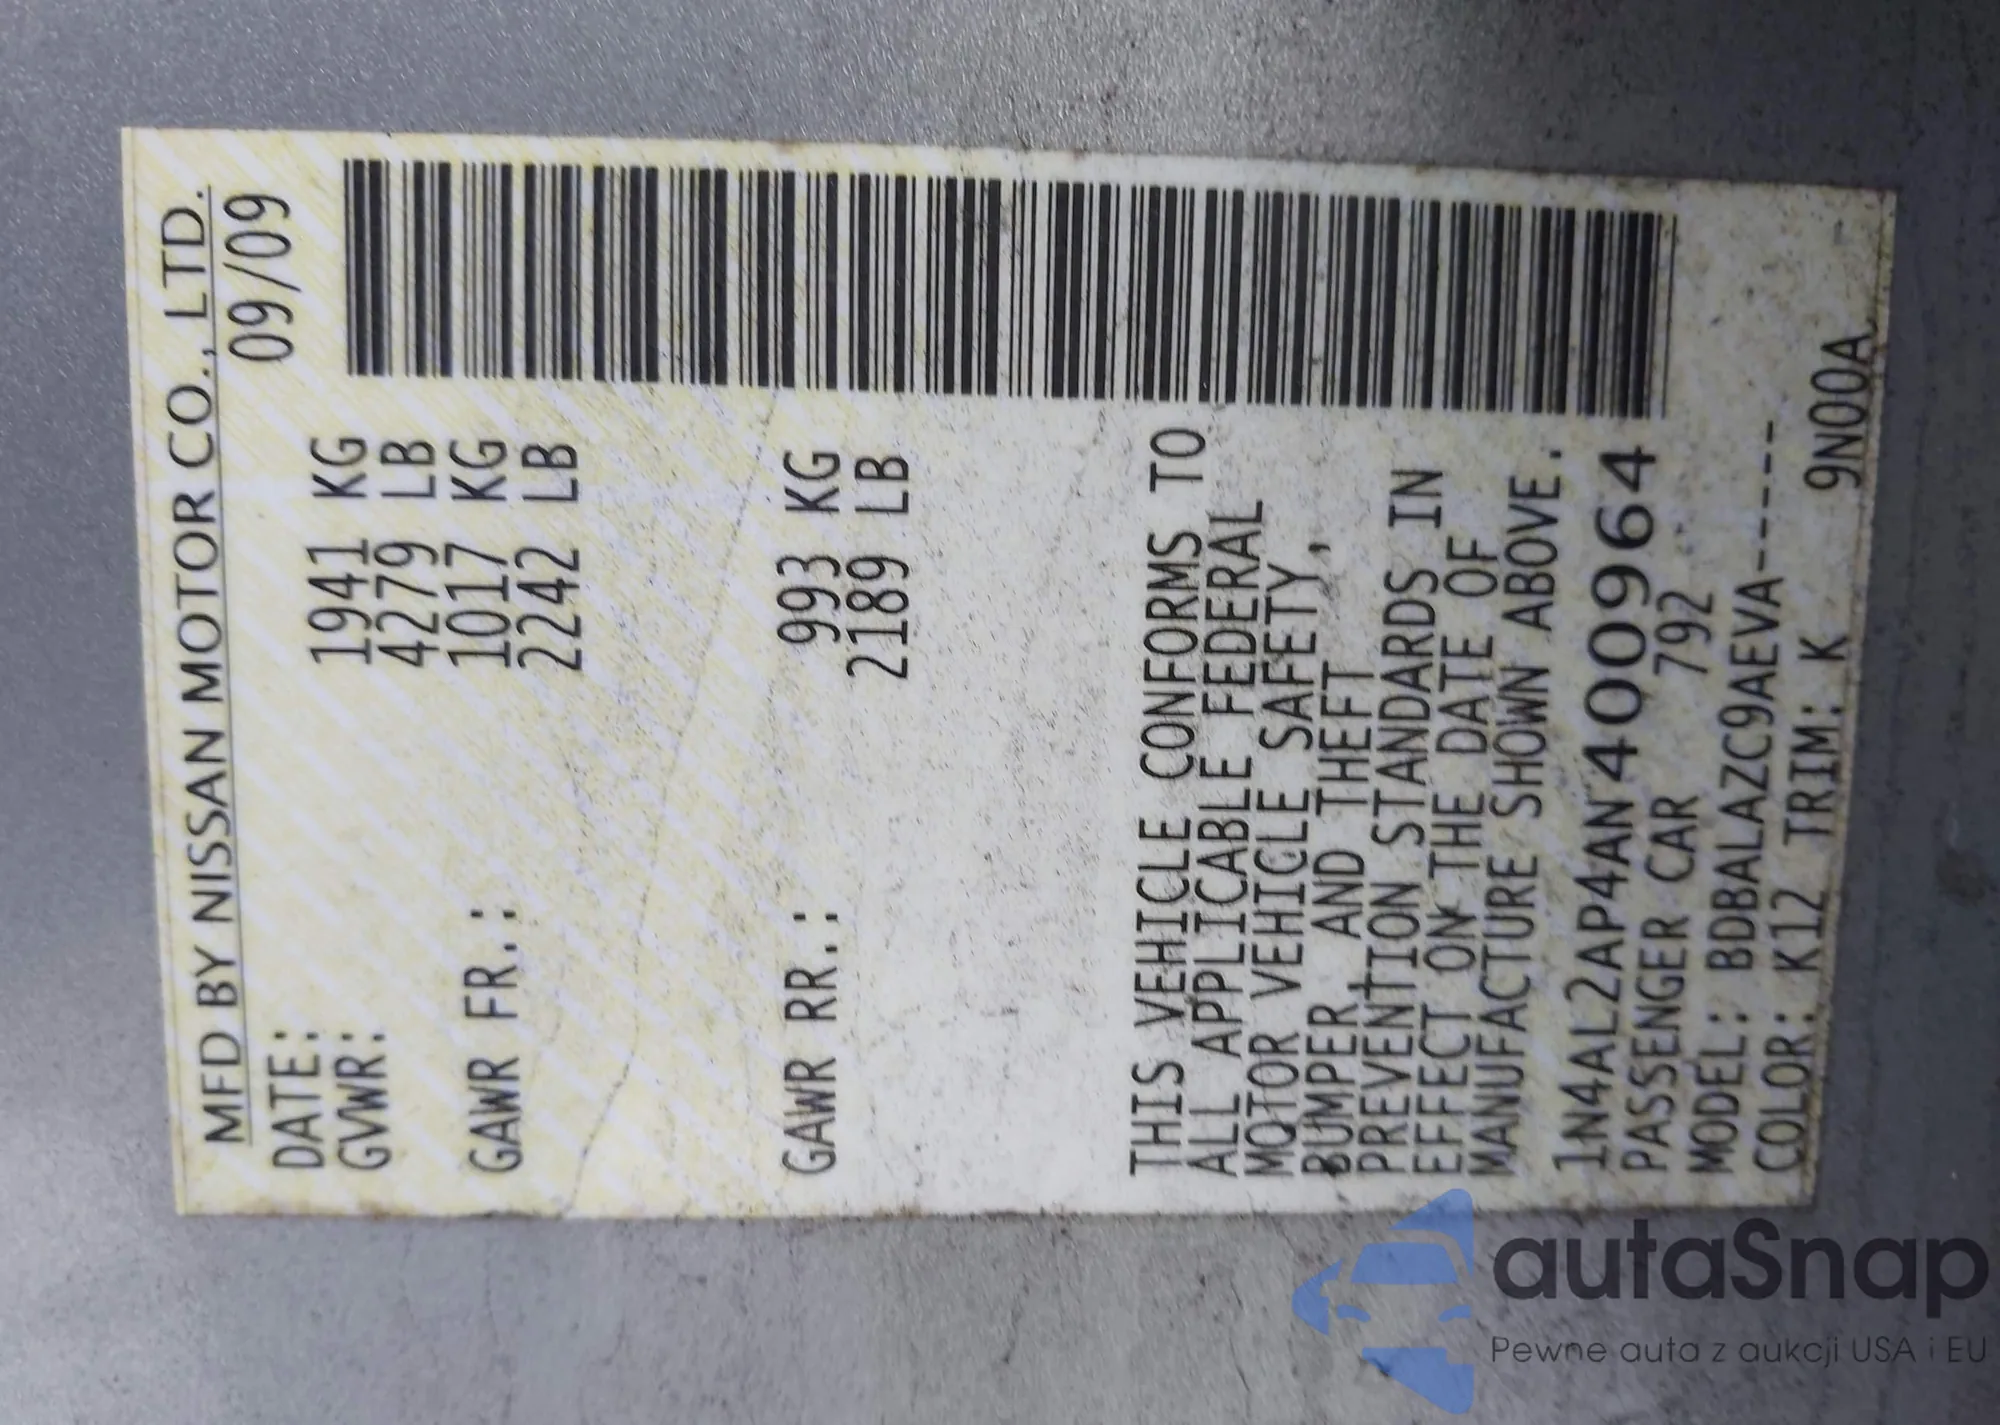 MFD BY NISSAN MOTOR CO., LTD.
DATE: 09/09
GVWR: 1941 KG
4279 LB
GAWR FR.: 1017 KG
2242 LB
GAWR RR.: 993 KG
2189 LB
THIS VEHICLE CONFORMS TO
ALL APPLICABLE FEDERAL
MOTOR VEHICLE SAFETY,
BUMPER AND THEFT
PREVENTION STANDARDS IN
EFFECT ON THE DATE OF
MANUFACTURE SHOWN ABOVE.
1N4AL2AP4AN400964
PASSENGER CAR 792
MODEL: BDBALAZC9AEVA-----
COLOR: K12 TRIM: K 9N00A
autaSnap
Pewne auta z aukcji USA i EU